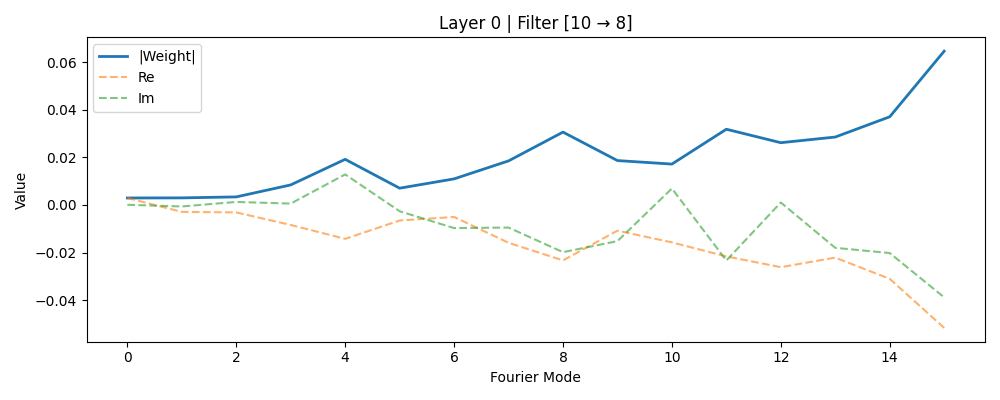 Layer 0 | Filter [10 → 8]
|Weight|
Re
Im
0.06
0.04
0.02
0.00
−0.02
−0.04
Value
0 2 4 6 8 10 12 14
Fourier Mode